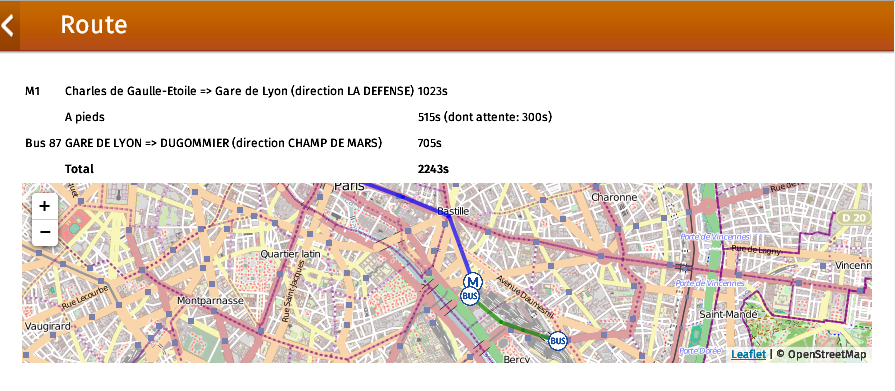 Route
M1 Charles de Gaulle-Etoile => Gare de Lyon (direction LA DEFENSE) 1023s
A pieds 515s (dont attente: 300s)
Bus 87 GARE DE LYON => DUGOMMIER (direction CHAMP DE MARS) 705s
Total 2243s
+
−
Paris
Rue de
Charonne
Bastille
D 20
Porte de Vincennes
Rue de Lagny
Quartier latin
Vincenn
M
BUS
Avenue Daumesnil
Porte de Vincennes
Rue Lecourbe
Rue Saint-Jacques
Montparnasse
Saint-Mandé
Vaugirard
BUS
Porte Dorée
Bercy
Leaflet | © OpenStreetMap